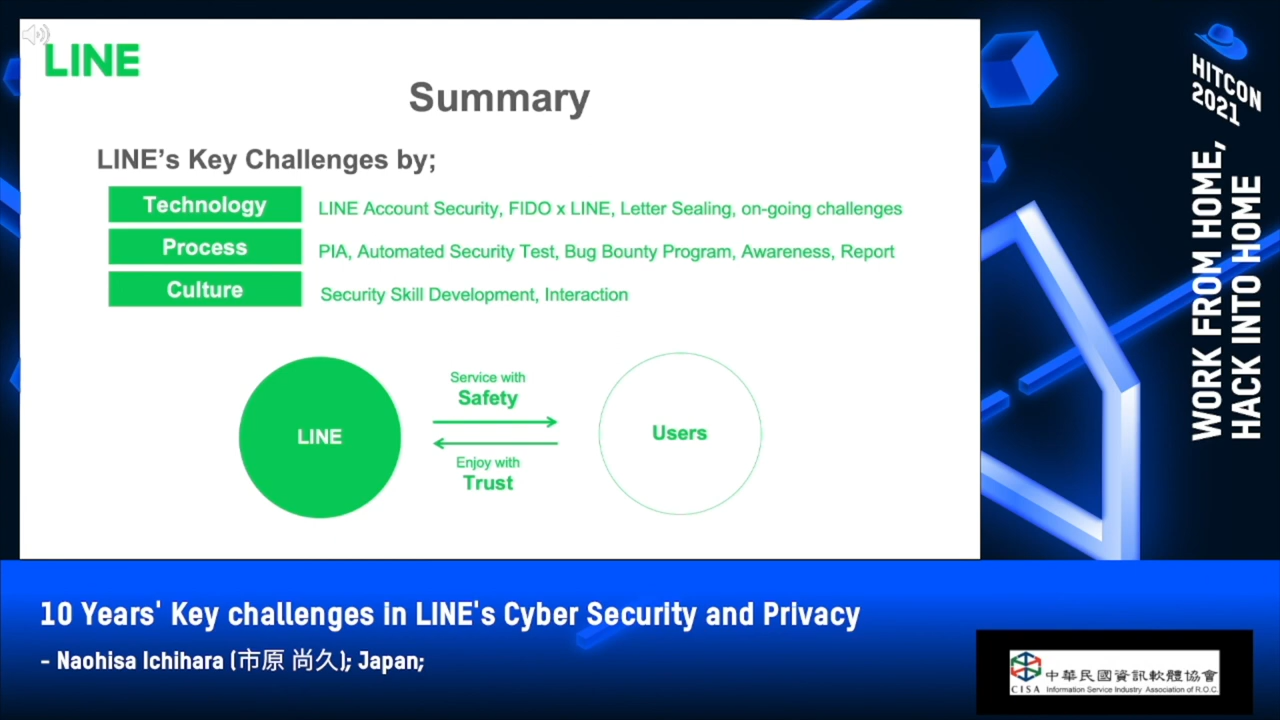 LINE
Summary
LINE's Key Challenges by;
Technology
LINE Account Security, FIDO x LINE, Letter Sealing, on-going challenges
Process
PIA, Automated Security Test, Bug Bounty Program, Awareness, Report
Culture
Security Skill Development, Interaction
LINE
Service with
Safety
Enjoy with
Trust
Users
HITCON
2021
WORK FROM HOME,
HACK INTO HOME
10 Years' Key challenges in LINE's Cyber Security and Privacy
- Naohisa Ichihara (市原 尚久); Japan;
CISA
中華民國資訊軟體協會
Information Service Industry Association of R.O.C.